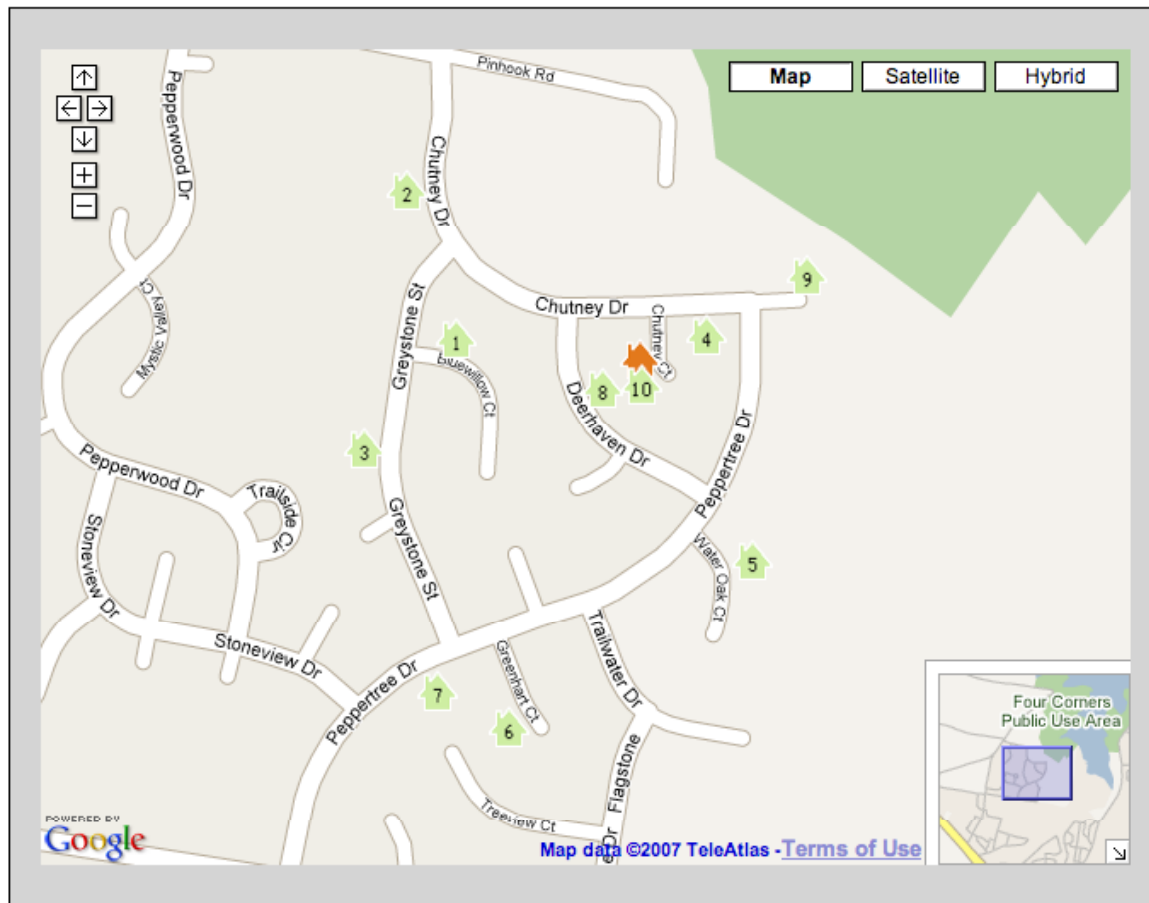 Map
Satellite
Hybrid
Pinhook Rd
Pepperwood Dr
Chutney Dr
2
Mystic Valley Ct
Greystone St
9
Chutney Dr
Chutney Ct
4
1
Bluewillow Ct
8
10
Deerhaven Dr
Peppertree Dr
3
Pepperwood Dr
Trailside Cir
Greystone St
Stoneview Dr
Water Oak Ct
5
Stoneview Dr
Peppertree Dr
Greenhart Ct
Trailwater Dr
7
6
Flagstone
e Dr
Treeview Ct
Four Corners
Public Use Area
POWERED BY
Google
Map data ©2007 TeleAtlas - Terms of Use